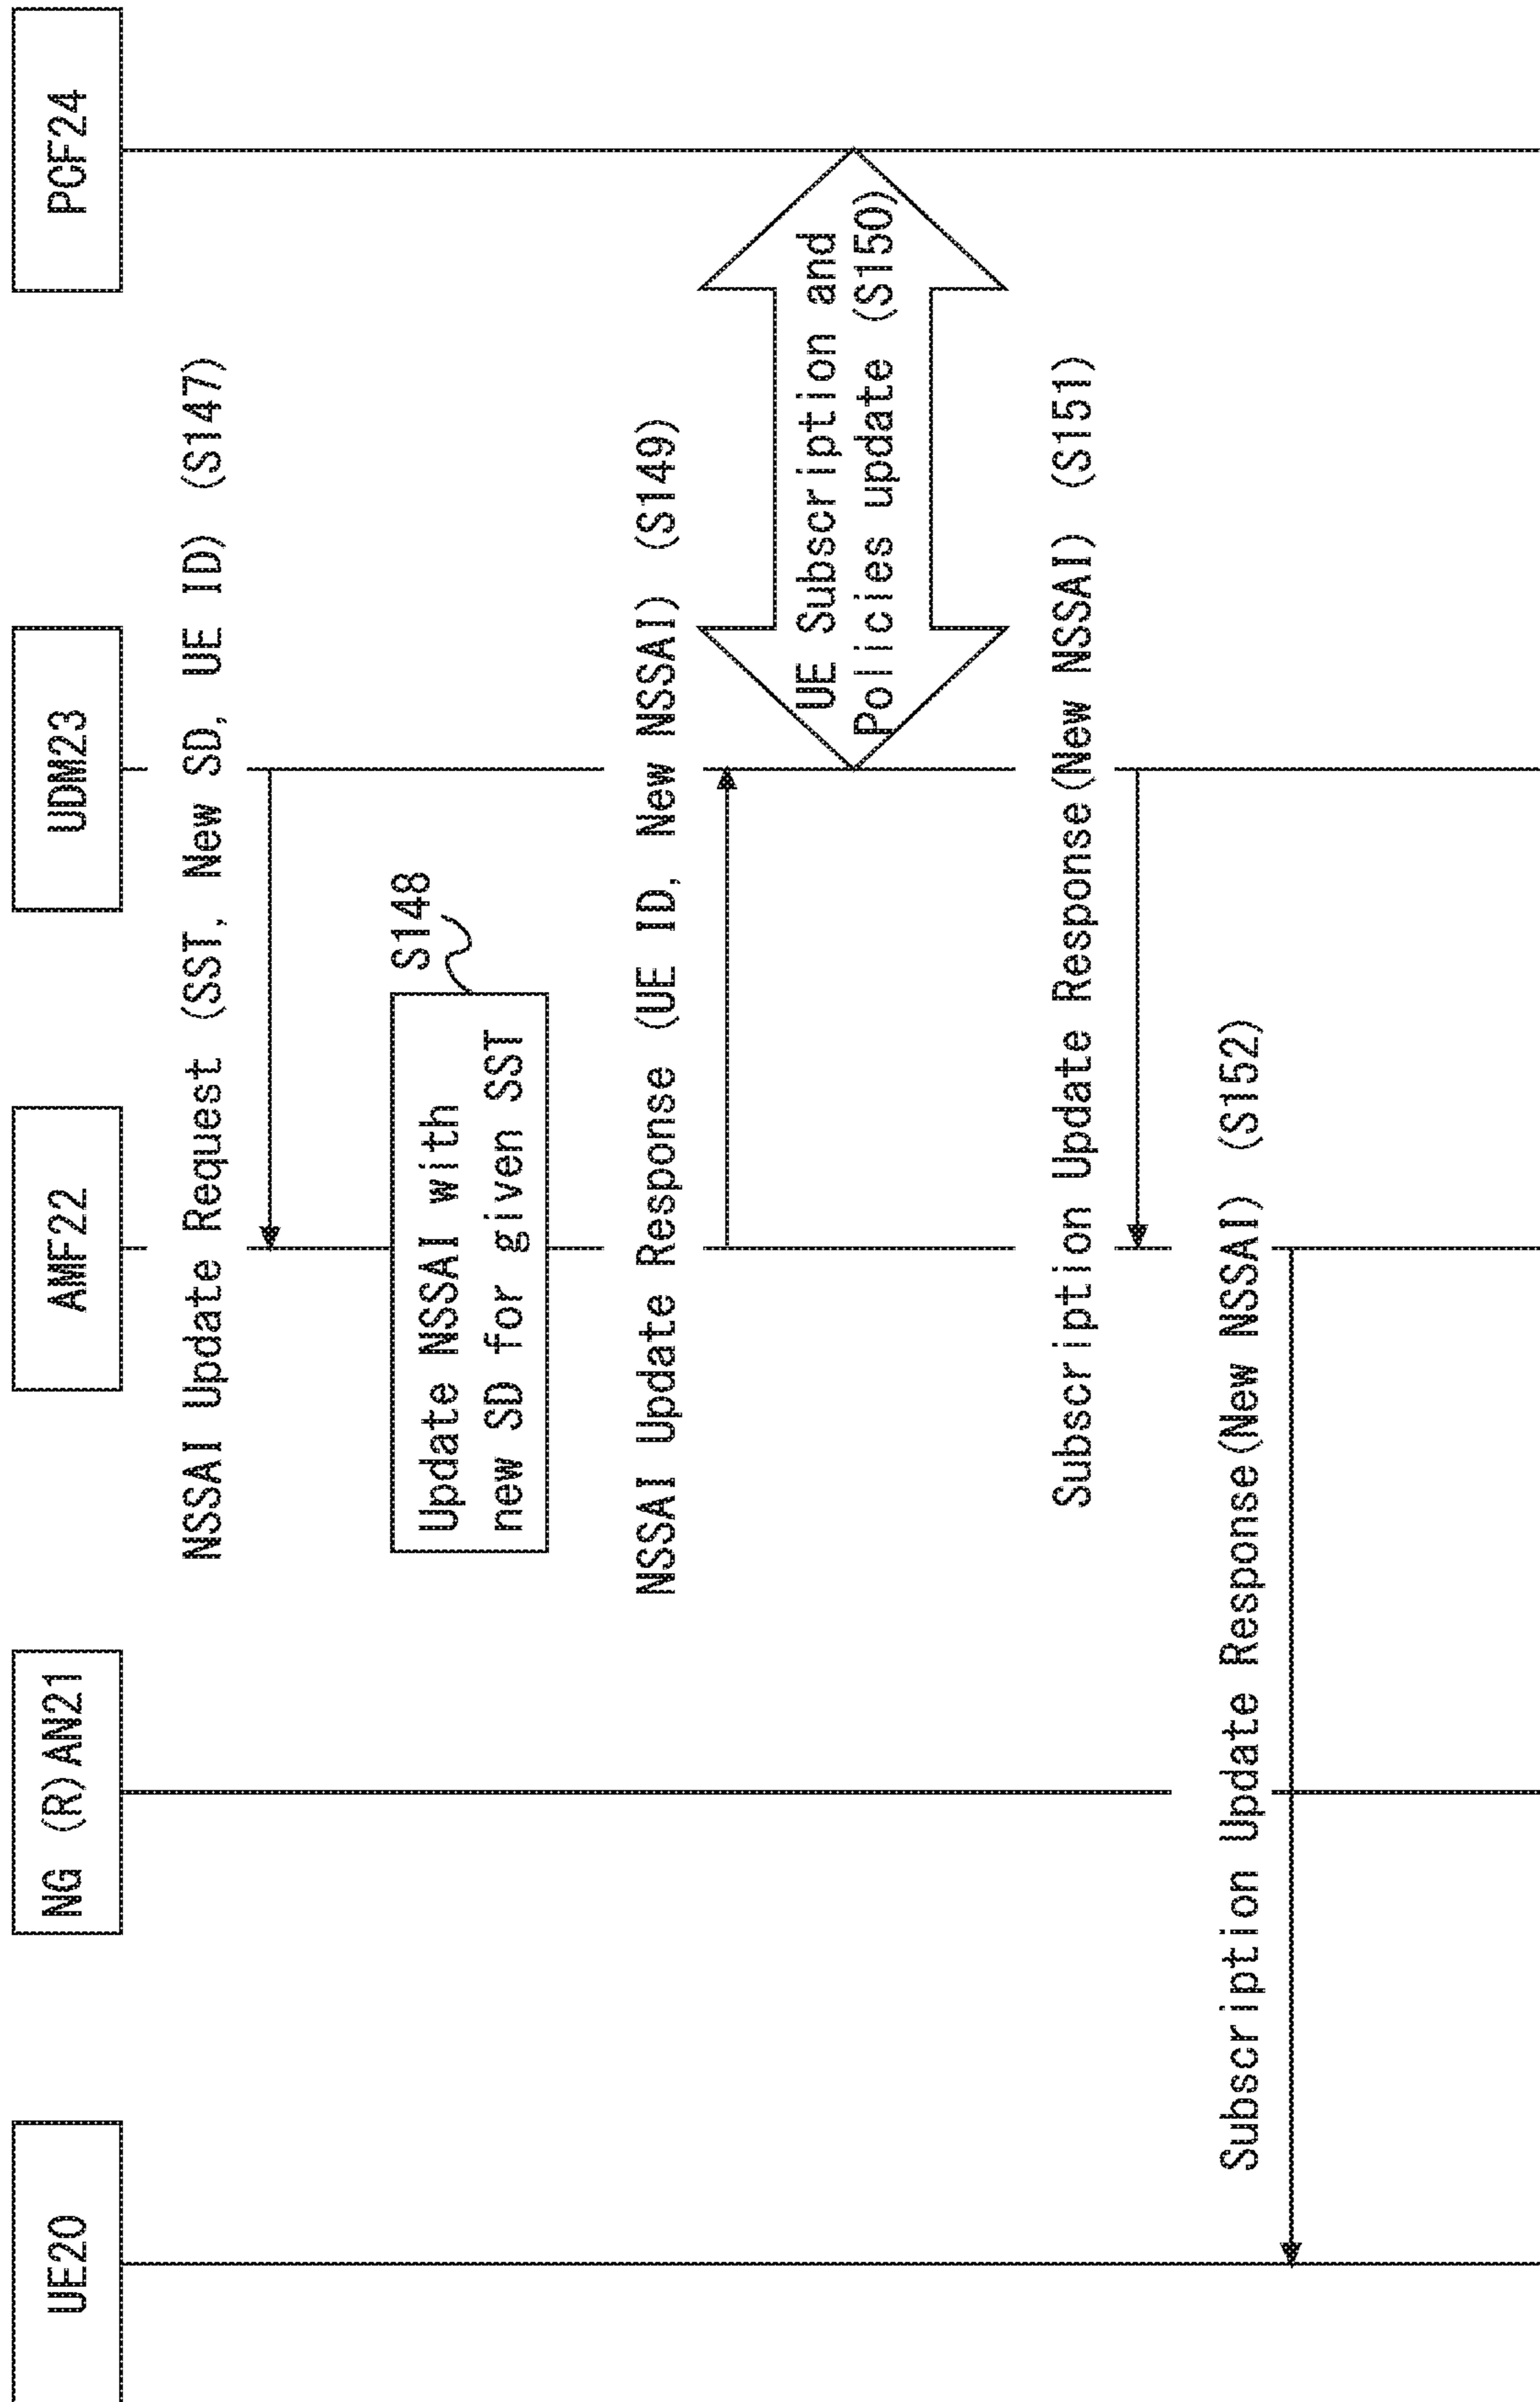 UE20
NG (R)AN21
AMF22
UDM23
PCF24
NSSAI Update Request (SST, New SD, UE ID) (S147)
S148
Update NSSAI with
new SD for given SST
NSSAI Update Response (UE ID, New NSSAI) (S149)
UE Subscription and
Policies update (S150)
Subscription Update Response(New NSSAI) (S151)
Subscription Update Response(New NSSAI) (S152)